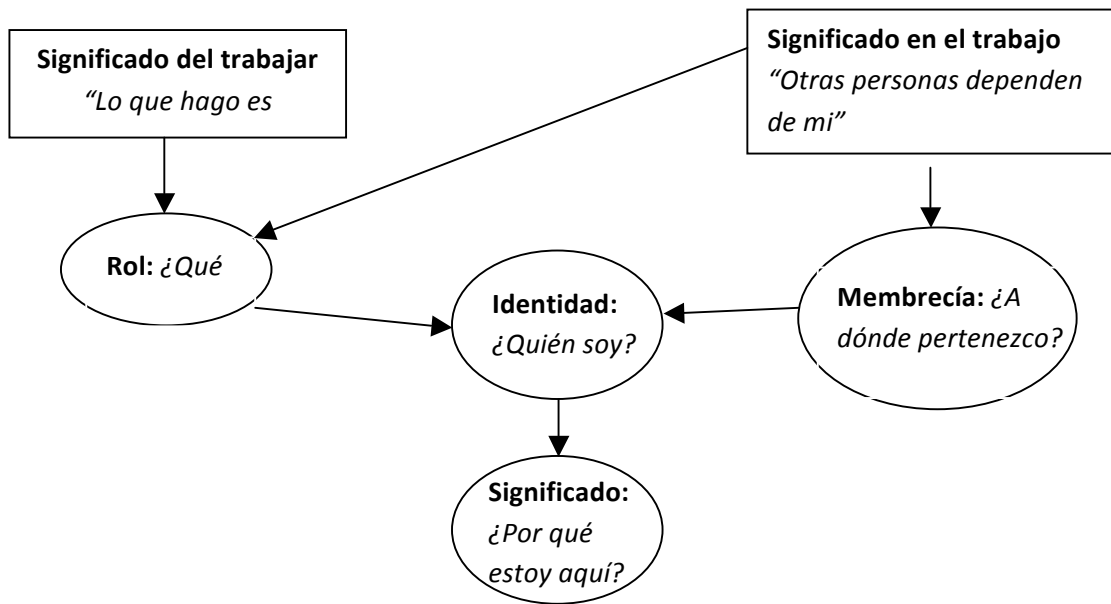 Significado del trabajar
“Lo que hago es
Significado en el trabajo
“Otras personas dependen
de mi”
Rol: ¿Qué
Identidad:
¿Quién soy?
Membrecía: ¿A
dónde pertenezco?
Significado:
¿Por qué
estoy aquí?